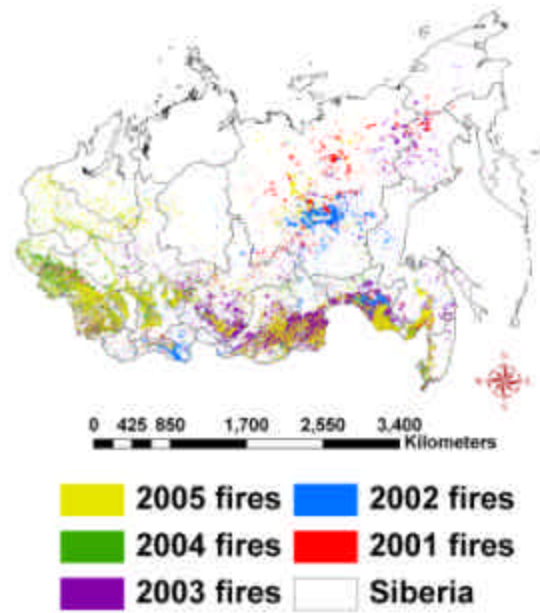 0 425 850 1,700 2,550 3,400
Kilometers
2005 fires 2002 fires
2004 fires 2001 fires
2003 fires Siberia